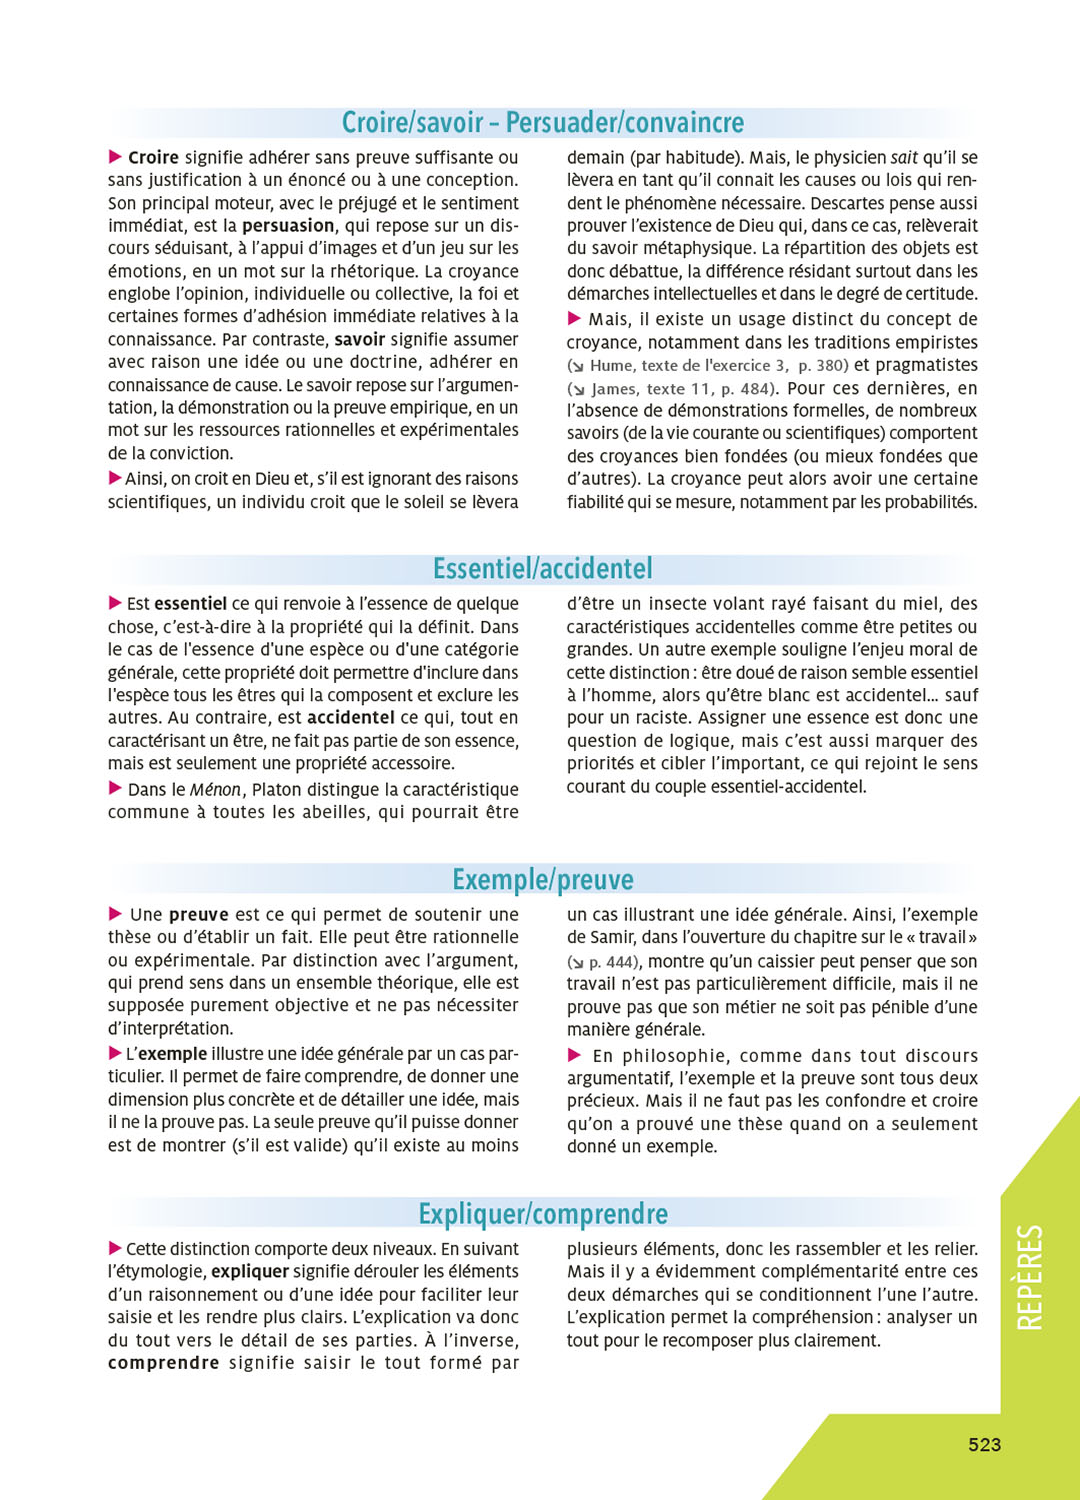 Croire/savoir – Persuader/convaincre
▶ Croire signifie adhérer sans preuve suffisante ou
sans justification à un énoncé ou à une conception.
Son principal moteur, avec le préjugé et le sentiment
immédiat, est la persuasion, qui repose sur un dis-
cours séduisant, à l’appui d’images et d’un jeu sur les
émotions, en un mot sur la rhétorique. La croyance
englobe l’opinion, individuelle ou collective, la foi et
certaines formes d’adhésion immédiate relatives à la
connaissance. Par contraste, savoir signifie assumer
avec raison une idée ou une doctrine, adhérer en
connaissance de cause. Le savoir repose sur l’argumen-
tation, la démonstration ou la preuve empirique, en un
mot sur les ressources rationnelles et expérimentales
de la conviction.
▶ Ainsi, on croit en Dieu et, s’il est ignorant des raisons
scientifiques, un individu croit que le soleil se lèvera
demain (par habitude). Mais, le physicien sait qu’il se
lèvera en tant qu’il connait les causes ou lois qui ren-
dent le phénomène nécessaire. Descartes pense aussi
prouver l’existence de Dieu qui, dans ce cas, relèverait
du savoir métaphysique. La répartition des objets est
donc débattue, la différence résidant surtout dans les
démarches intellectuelles et dans le degré de certitude.
▶ Mais, il existe un usage distinct du concept de
croyance, notamment dans les traditions empiristes
(↘ Hume, texte de l'exercice 3, p. 380) et pragmatistes
(↘ James, texte 11, p. 484). Pour ces dernières, en
l’absence de démonstrations formelles, de nombreux
savoirs (de la vie courante ou scientifiques) comportent
des croyances bien fondées (ou mieux fondées que
d’autres). La croyance peut alors avoir une certaine
fiabilité qui se mesure, notamment par les probabilités.
Essentiel/accidentel
▶ Est essentiel ce qui renvoie à l’essence de quelque
chose, c’est-à-dire à la propriété qui la définit. Dans
le cas de l'essence d'une espèce ou d'une catégorie
générale, cette propriété doit permettre d'inclure dans
l'espèce tous les êtres qui la composent et exclure les
autres. Au contraire, est accidentel ce qui, tout en
caractérisant un être, ne fait pas partie de son essence,
mais est seulement une propriété accessoire.
▶ Dans le Ménon, Platon distingue la caractéristique
commune à toutes les abeilles, qui pourrait être
d’être un insecte volant rayé faisant du miel, des
caractéristiques accidentelles comme être petites ou
grandes. Un autre exemple souligne l’enjeu moral de
cette distinction : être doué de raison semble essentiel
à l’homme, alors qu’être blanc est accidentel… sauf
pour un raciste. Assigner une essence est donc une
question de logique, mais c’est aussi marquer des
priorités et cibler l’important, ce qui rejoint le sens
courant du couple essentiel-accidentel.
Exemple/preuve
▶ Une preuve est ce qui permet de soutenir une
thèse ou d’établir un fait. Elle peut être rationnelle
ou expérimentale. Par distinction avec l’argument,
qui prend sens dans un ensemble théorique, elle est
supposée purement objective et ne pas nécessiter
d’interprétation.
▶ L’exemple illustre une idée générale par un cas par-
ticulier. Il permet de faire comprendre, de donner une
dimension plus concrète et de détailler une idée, mais
il ne la prouve pas. La seule preuve qu’il puisse donner
est de montrer (s’il est valide) qu’il existe au moins
un cas illustrant une idée générale. Ainsi, l’exemple
de Samir, dans l’ouverture du chapitre sur le « travail »
(↘ p. 444), montre qu’un caissier peut penser que son
travail n’est pas particulièrement difficile, mais il ne
prouve pas que son métier ne soit pas pénible d’une
manière générale.
▶ En philosophie, comme dans tout discours
argumentatif, l’exemple et la preuve sont tous deux
précieux. Mais il ne faut pas les confondre et croire
qu’on a prouvé une thèse quand on a seulement
donné un exemple.
Expliquer/comprendre
▶ Cette distinction comporte deux niveaux. En suivant
l’étymologie, expliquer signifie dérouler les éléments
d’un raisonnement ou d’une idée pour faciliter leur
saisie et les rendre plus clairs. L’explication va donc
du tout vers le détail de ses parties. À l’inverse,
comprendre signifie saisir le tout formé par
plusieurs éléments, donc les rassembler et les relier.
Mais il y a évidemment complémentarité entre ces
deux démarches qui se conditionnent l’une l’autre.
L’explication permet la compréhension : analyser un
tout pour le recomposer plus clairement.
REPÈRES
523